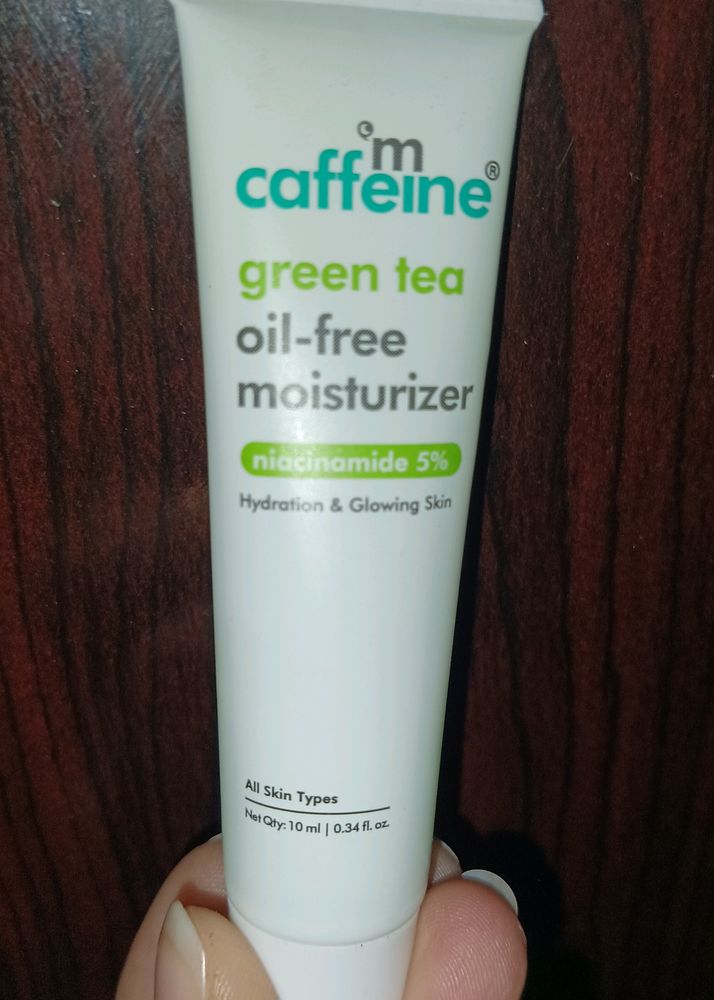 'm
caffeine®
green tea
oil-free
moisturizer
niacinamide 5%
Hydration & Glowing Skin
All Skin Types
Net Qty: 10 ml | 0.34 fl. oz.